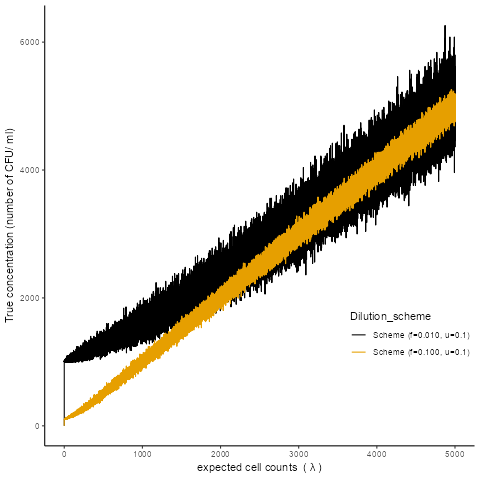 True concentration (number of CFU/ ml)
6000
4000
2000
0
Dilution_scheme
Scheme (f=0.010, u=0.1)
Scheme (f=0.100, u=0.1)
0 1000 2000 3000 4000 5000
expected cell counts ( λ )